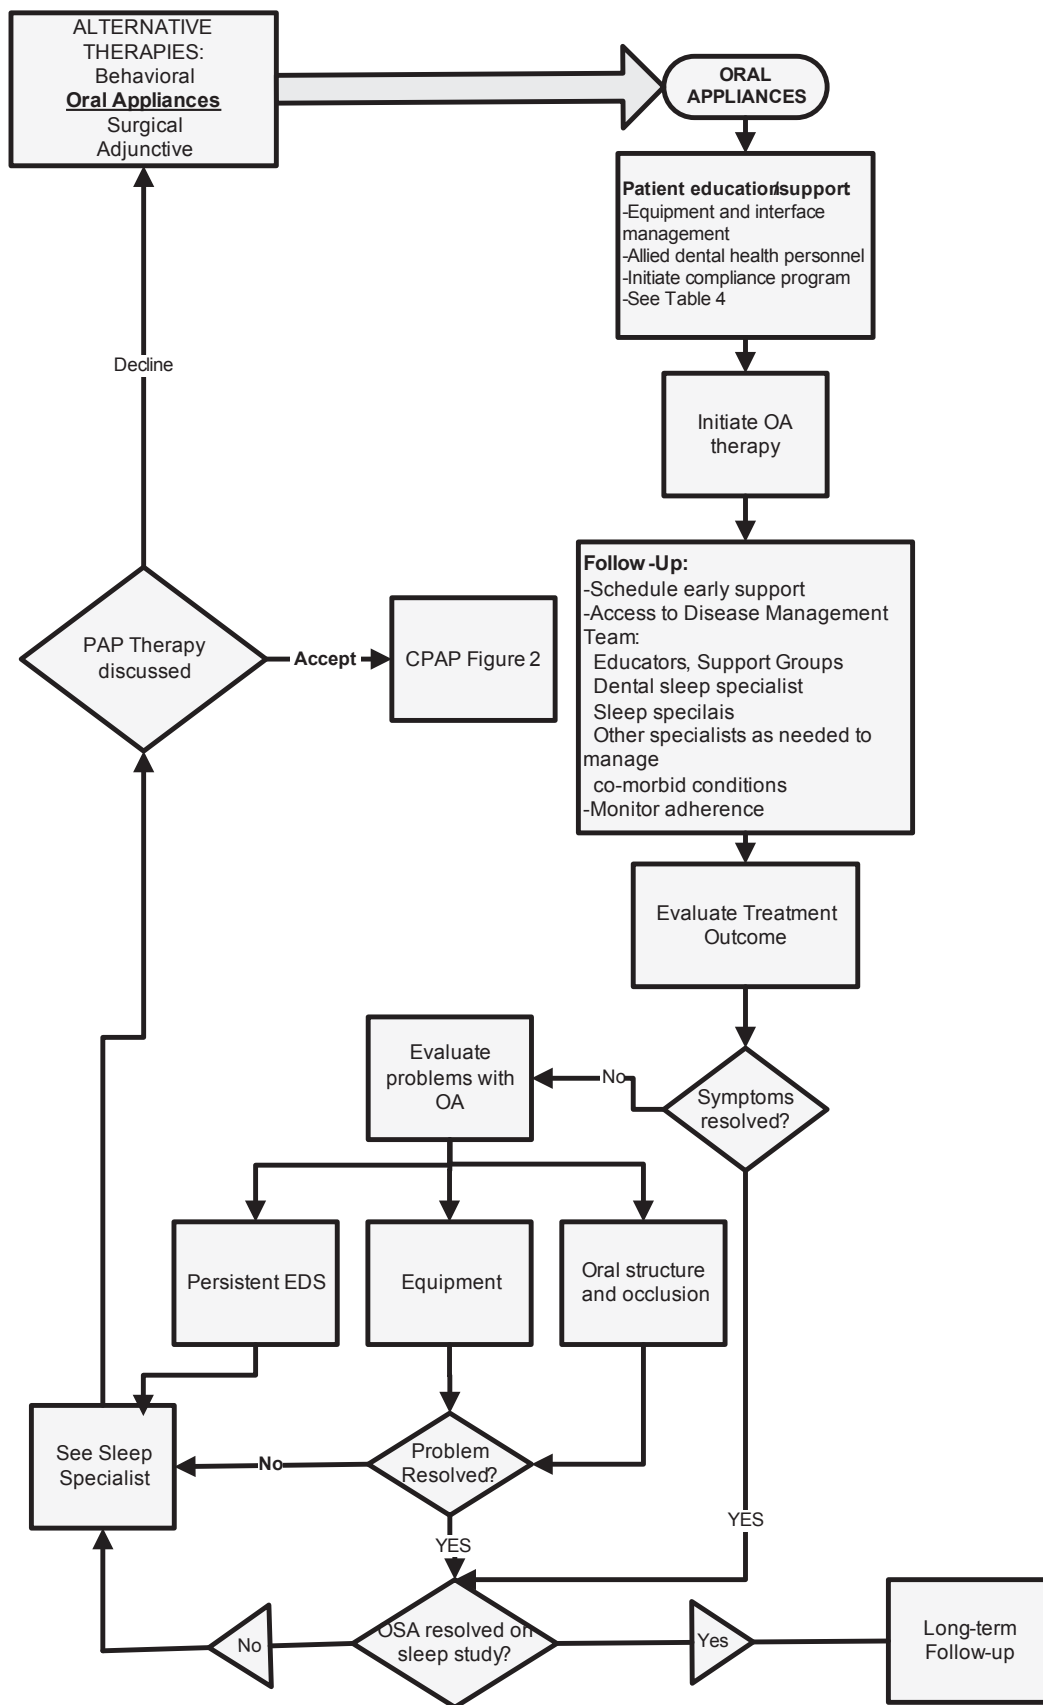 ALTERNATIVE
THERAPIES:
Behavioral
Oral Appliances
Surgical
Adjunctive
ORAL
APPLIANCES
Patient education/support
-Equipment and interface
management
-Allied dental health personnel
-Initiate compliance program
-See Table 4
Decline
Initiate OA
therapy
Follow-Up:
-Schedule early support
-Access to Disease Management
Team:
Educators, Support Groups
Dental sleep specialist
Sleep specilais
Other specialists as needed to
manage
co-morbid conditions
-Monitor adherence
PAP Therapy
discussed
Accept
CPAP Figure 2
Evaluate Treatment
Outcome
Evaluate
problems with
OA
No
Symptoms
resolved?
Persistent EDS
Equipment
Oral structure
and occlusion
See Sleep
Specialist
No
Problem
Resolved?
YES
YES
No
OSA resolved on
sleep study?
Yes
Long-term
Follow-up